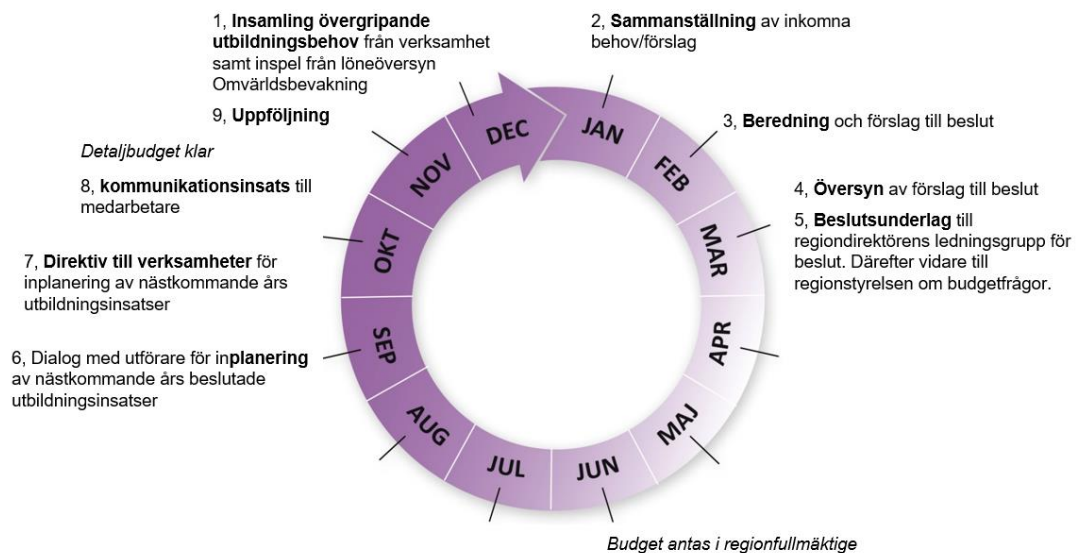 1, Insamling övergripande
utbildningsbehov från verksamhet
samt inspel från löneöversyn
Omvärldsbevakning
9, Uppföljning
2, Sammanställning av inkomna
behov/förslag
3, Beredning och förslag till beslut
Detaljbudget klar
8, kommunikationsinsats till
medarbetare
4, Översyn av förslag till beslut
5, Beslutsunderlag till
regiondirektörens ledningsgrupp för
beslut. Därefter vidare till
regionstyrelsen om budgetfrågor.
7, Direktiv till verksamheter för
inplanering av nästkommande års
utbildningsinsatser
6, Dialog med utförare för inplanering
av nästkommande års beslutade
utbildningsinsatser
JAN
FEB
MAR
APR
MAJ
JUN
JUL
AUG
SEP
OKT
NOV
DEC
Budget antas i regionfullmäktige